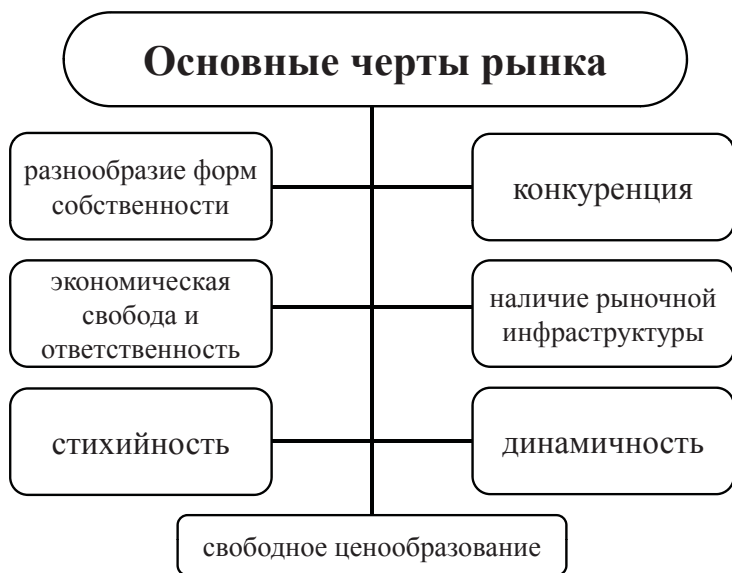 Основные черты рынка
разнообразие форм
собственности
конкуренция
экономическая
свобода и
ответственность
наличие рыночной
инфраструктуры
стихийность
динамичность
свободное ценообразование